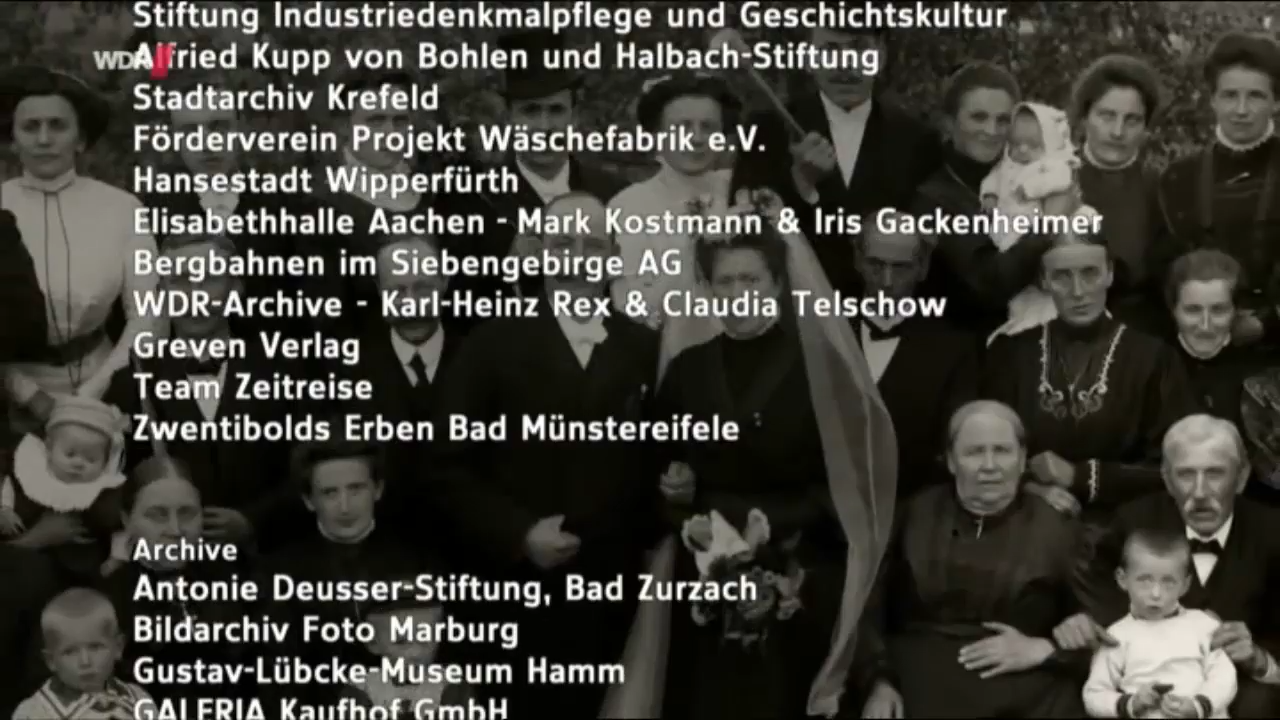 Stiftung Industriedenkmalpflege und Geschichtskultur
WDR
Alfried Kupp von Bohlen und Halbach-Stiftung
Stadtarchiv Krefeld
Förderverein Projekt Wäschefabrik e.V.
Hansestadt Wipperfürth
Elisabethhalle Aachen - Mark Kostmann & Iris Gackenheimer
Bergbahnen im Siebengebirge AG
WDR-Archive - Karl-Heinz Rex & Claudia Telschow
Greven Verlag
Team Zeitreise
Zwentibolds Erben Bad Münstereifele
Archive
Antonie Deusser-Stiftung, Bad Zurzach
Bildarchiv Foto Marburg
Gustav-Lübcke-Museum Hamm
GALERIA Kaufhof GmbH